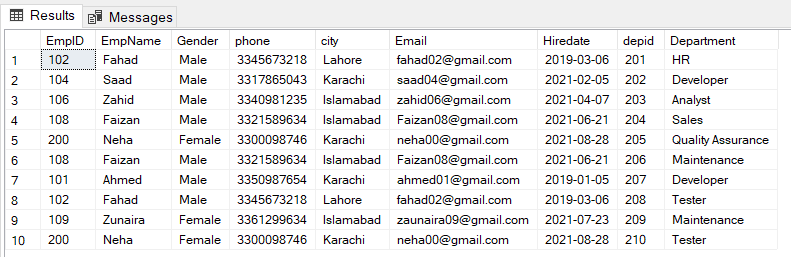 Results Messages
EmpID EmpName Gender phone city Email Hiredate depid Department
1 102 Fahad Male 3345673218 Lahore fahad02@gmail.com 2019-03-06 201 HR
2 104 Saad Male 3317865043 Karachi saad04@gmail.com 2021-02-05 202 Developer
3 106 Zahid Male 3340981235 Islamabad zahid06@gmail.com 2021-04-07 203 Analyst
4 108 Faizan Male 3321589634 Islamabad Faizan08@gmail.com 2021-06-21 204 Sales
5 200 Neha Female 3300098746 Karachi neha00@gmail.com 2021-08-28 205 Quality Assurance
6 108 Faizan Male 3321589634 Islamabad Faizan08@gmail.com 2021-06-21 206 Maintenance
7 101 Ahmed Male 3350987654 Karachi ahmed01@gmail.com 2019-01-05 207 Developer
8 102 Fahad Male 3345673218 Lahore fahad02@gmail.com 2019-03-06 208 Tester
9 109 Zunaira Female 3361299634 Islamabad zaunaira09@gmail.com 2021-07-23 209 Maintenance
10 200 Neha Female 3300098746 Karachi neha00@gmail.com 2021-08-28 210 Tester